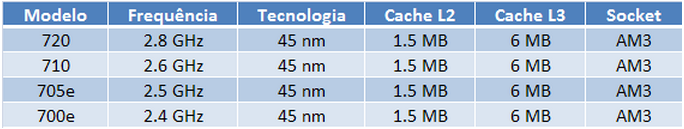 Modelo Frequência Tecnologia Cache L2 Cache L3 Socket
720 2.8 GHz 45 nm 1.5 MB 6 MB AM3
710 2.6 GHz 45 nm 1.5 MB 6 MB AM3
705e 2.5 GHz 45 nm 1.5 MB 6 MB AM3
700e 2.4 GHz 45 nm 1.5 MB 6 MB AM3